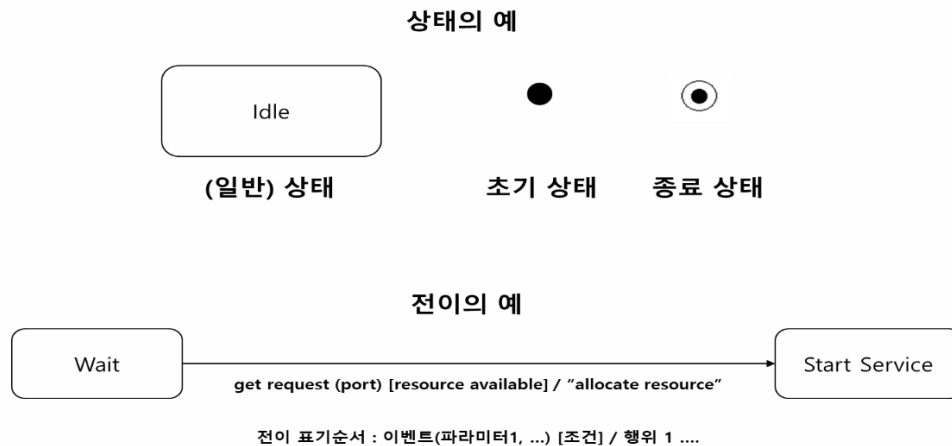 상태의 예
Idle
(일반) 상태
초기 상태
종료 상태
전이의 예
Wait
Start Service
get request (port) [resource available] / “allocate resource”
전이 표기순서 : 이벤트(파라미터1, ...) [조건] / 행위 1 ....